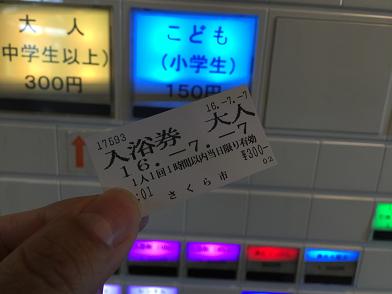 大人
(中学生以上)
300円
こども
(小学生)
150円
17593
16.-7.-7
入浴券 大人
16.-7.-7
1人1回1時間以内当日限り有効
:01 さくら市 ¥300-
02